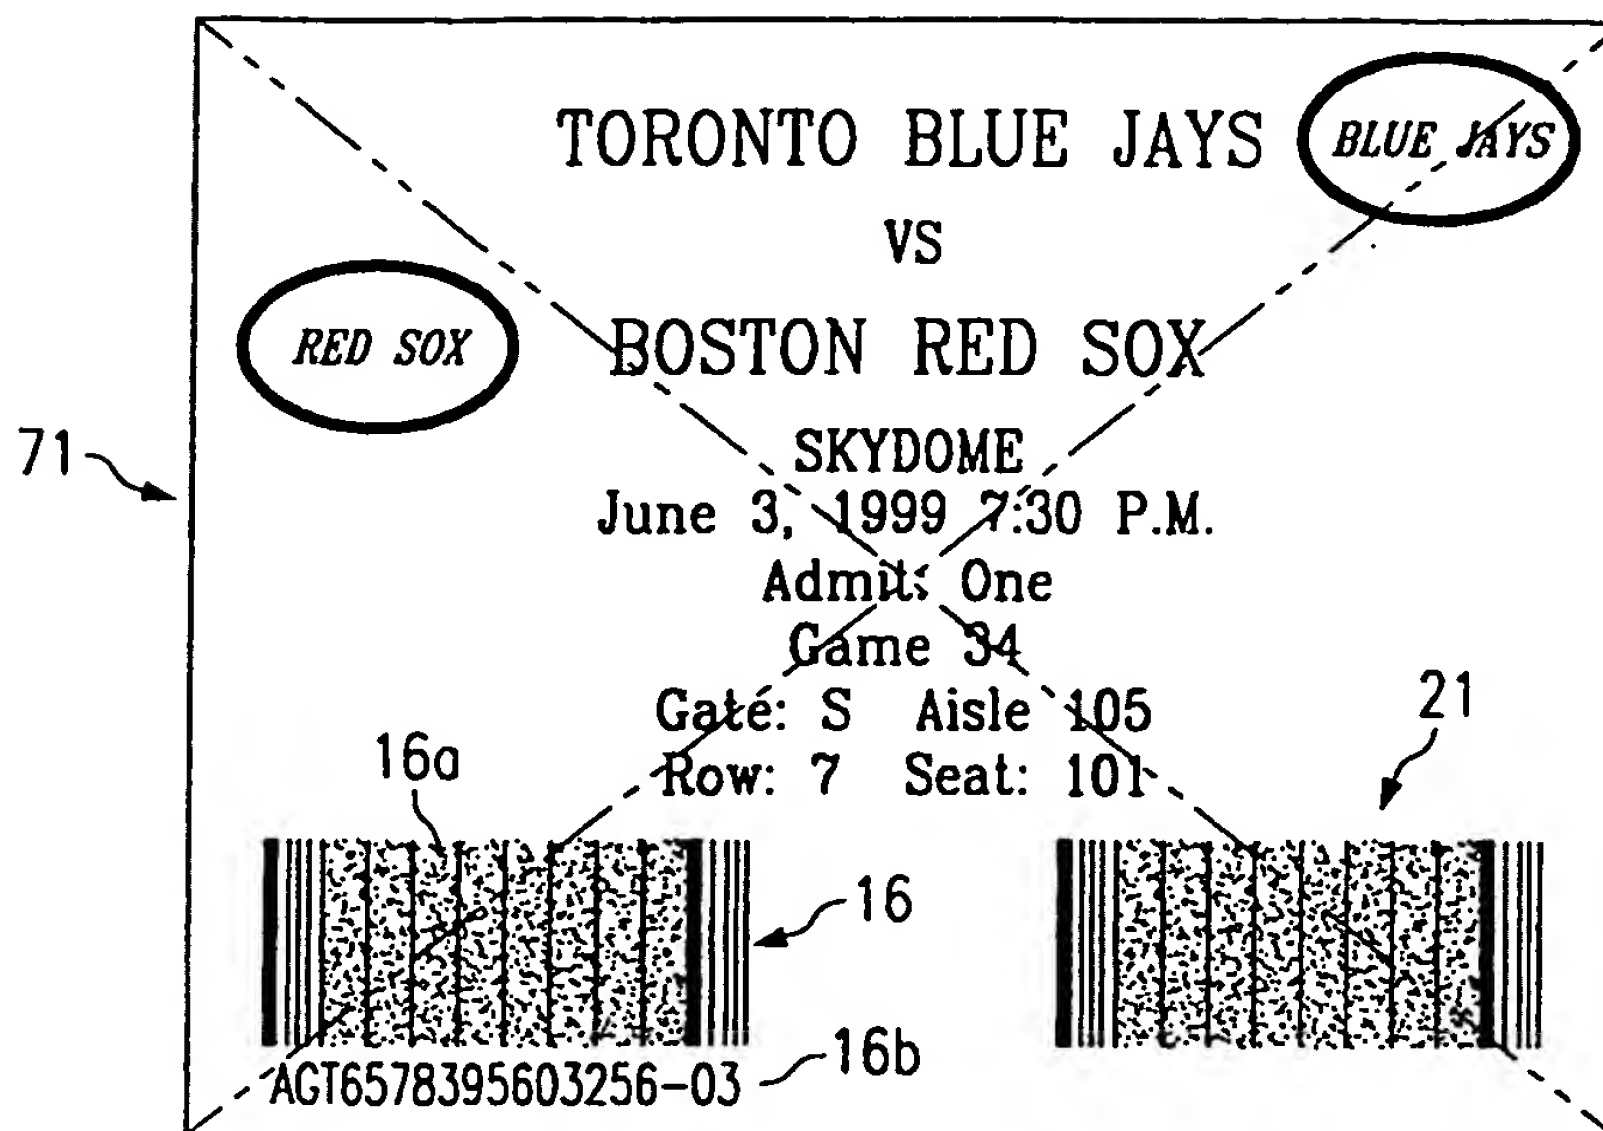 TORONTO BLUE JAYS
BLUE JAYS
VS
RED SOX
BOSTON RED SOX
71
SKYDOME
June 3, 1999 7:30 P.M.
Admit: One
Game 34
Gate: S Aisle 105
21
16a
Row: 7 Seat: 101
16
AGT6578395603256-03
16b